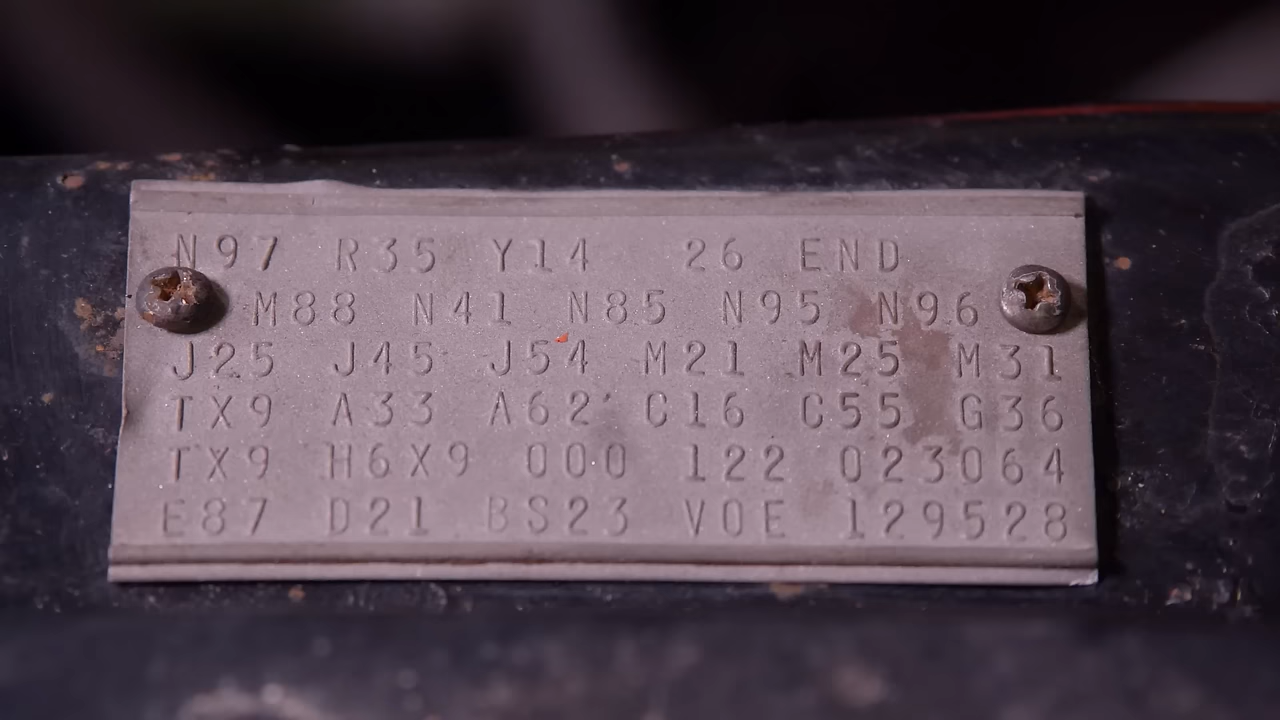 N97 R35 Y14 26 END
M88 N41 N85 N95 N96
J25 J45 J54 M21 M25 M31
TX9 A33 A62 C16 C55 G36
TX9 H6X9 000 122 023064
E87 D21 BS23 V0E 129528